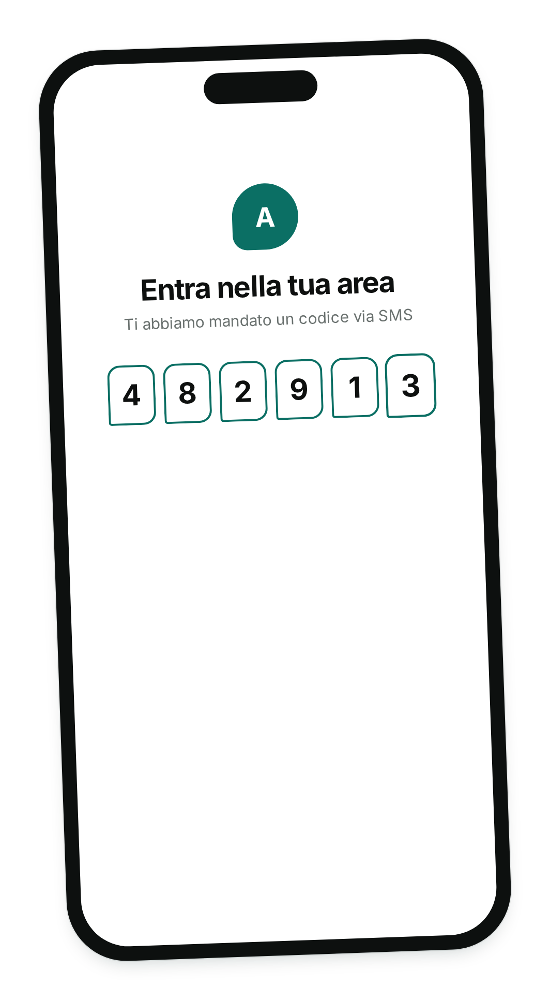 A
Entra nella tua area
Ti abbiamo mandato un codice via SMS
4 8 2 9 1 3